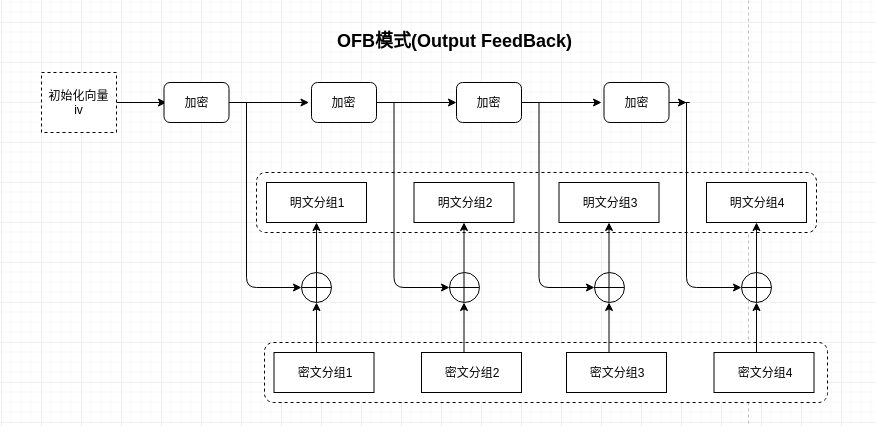 OFB模式(Output FeedBack)
初始化向量
iv
加密
加密
加密
加密
明文分组1
明文分组2
明文分组3
明文分组4
密文分组1
密文分组2
密文分组3
密文分组4